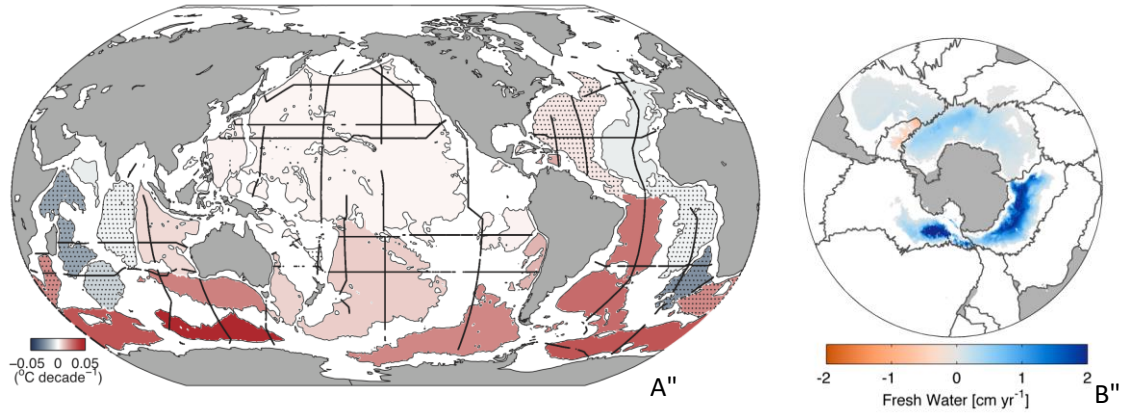 −0.05 0 0.05
(°C decade⁻¹)
A"
-2 -1 0 1 2
Fresh Water [cm yr⁻¹]
B"